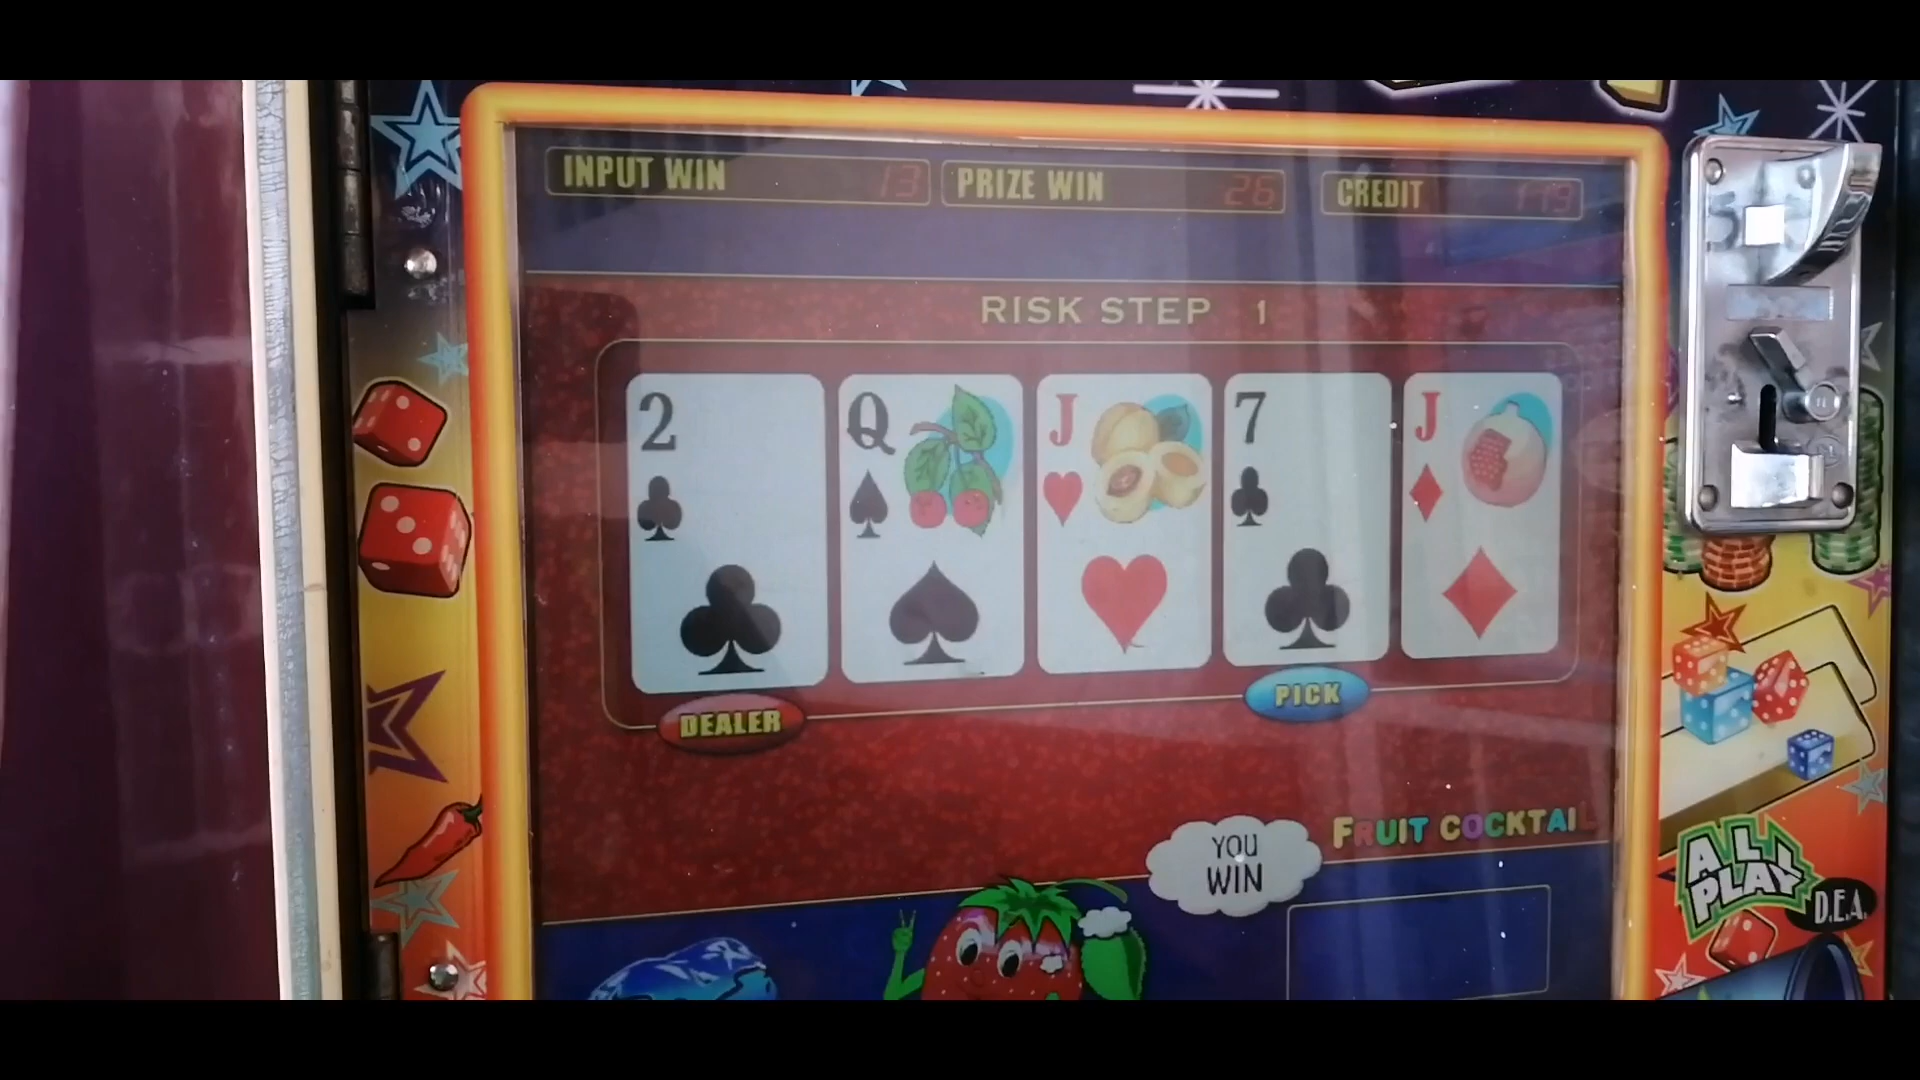 INPUT WIN 13 PRIZE WIN 26 CREDIT 179
RISK STEP 1
2 Q J 7 J
DEALER
PICK
YOU
WIN
FRUIT COCKTAIL
ALL
PLAY
D.E.A.